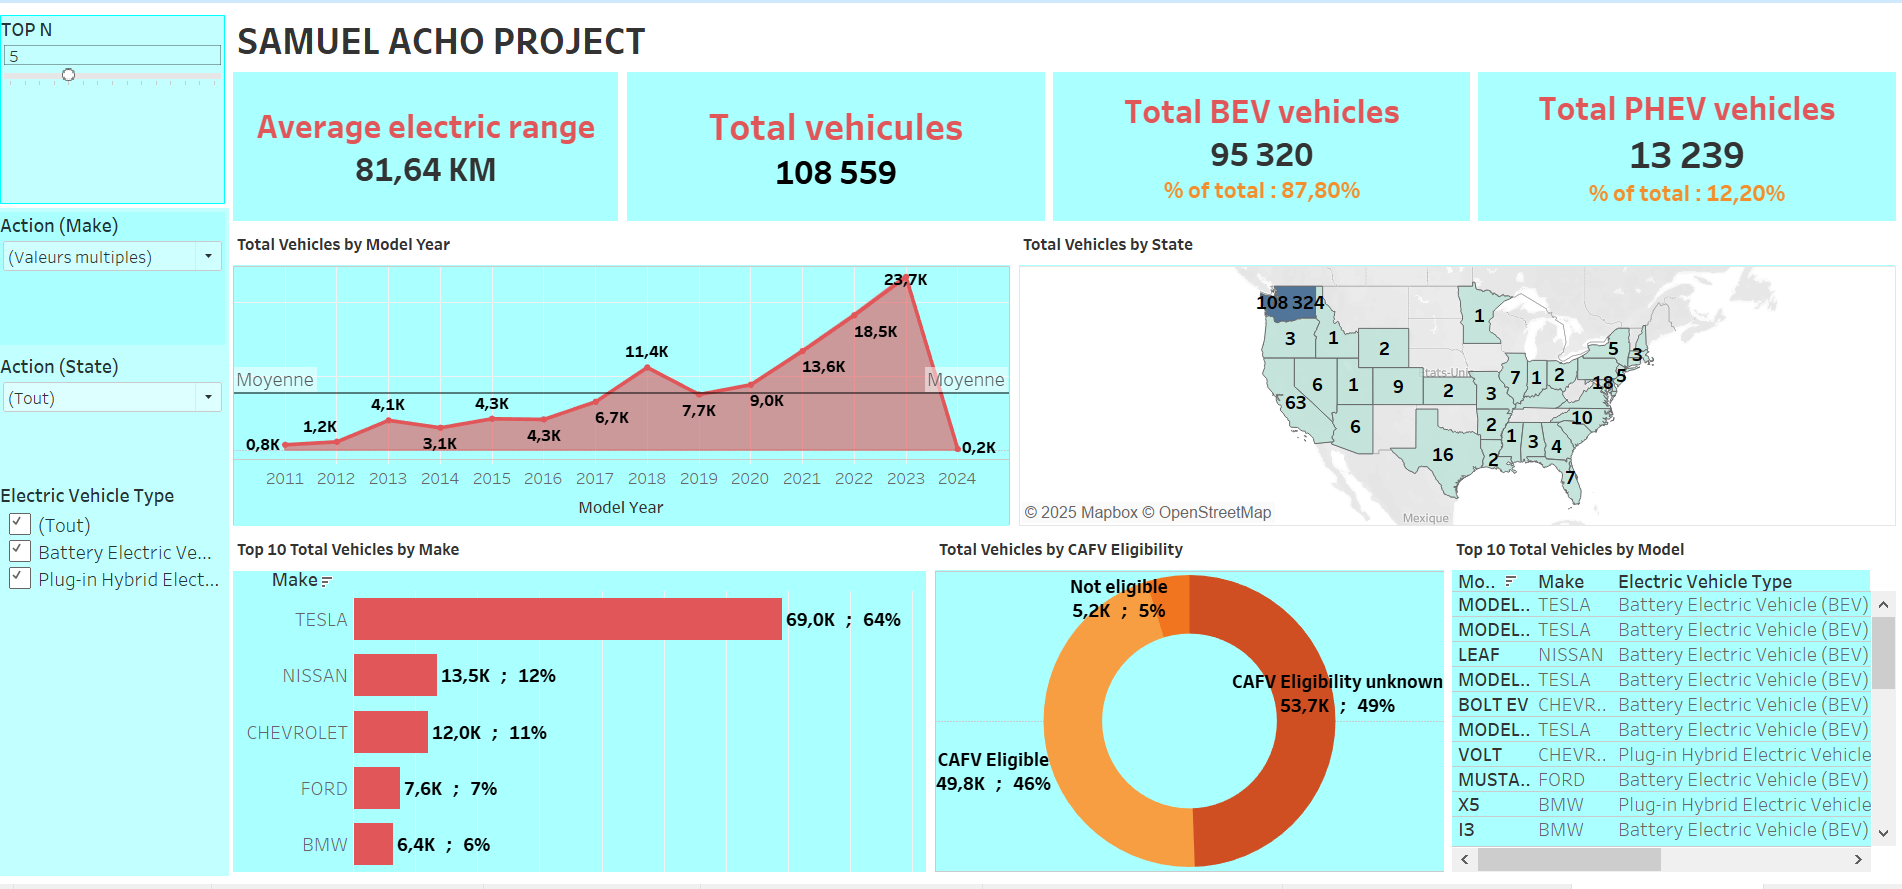 TOP N
5
Action (Make)
(Valeurs multiples)
Action (State)
(Tout)
Electric Vehicle Type
(Tout)
Battery Electric Ve...
Plug-in Hybrid Elect...
SAMUEL ACHO PROJECT
Average electric range
81,64 KM
Total vehicules
108 559
Total BEV vehicles
95 320
% of total : 87,80%
Total PHEV vehicles
13 239
% of total : 12,20%
Total Vehicles by Model Year
Moyenne
Moyenne
0,8K
1,2K
4,1K
3,1K
4,3K
4,3K
6,7K
11,4K
7,7K
9,0K
13,6K
18,5K
23,7K
0,2K
2011 2012 2013 2014 2015 2016 2017 2018 2019 2020 2021 2022 2023 2024
Model Year
Total Vehicles by State
108 324
1
3
1
2
5
3
6
1
9
2
3
7
1
2
18
5
63
6
2
10
16
2
1
3
4
7
Mexique
© 2025 Mapbox © OpenStreetMap
Top 10 Total Vehicles by Make
Make
TESLA 69,0K ; 64%
NISSAN 13,5K ; 12%
CHEVROLET 12,0K ; 11%
FORD 7,6K ; 7%
BMW 6,4K ; 6%
Total Vehicles by CAFV Eligibility
Not eligible
5,2K ; 5%
CAFV Eligibility unknown
53,7K ; 49%
CAFV Eligible
49,8K ; 46%
Top 10 Total Vehicles by Model
Mo.. Make Electric Vehicle Type
MODEL.. TESLA Battery Electric Vehicle (BEV)
MODEL.. TESLA Battery Electric Vehicle (BEV)
LEAF NISSAN Battery Electric Vehicle (BEV)
MODEL.. TESLA Battery Electric Vehicle (BEV)
BOLT EV CHEVR.. Battery Electric Vehicle (BEV)
MODEL.. TESLA Battery Electric Vehicle (BEV)
VOLT CHEVR.. Plug-in Hybrid Electric Vehicle
MUSTA.. FORD Battery Electric Vehicle (BEV)
X5 BMW Plug-in Hybrid Electric Vehicle
I3 BMW Battery Electric Vehicle (BEV)